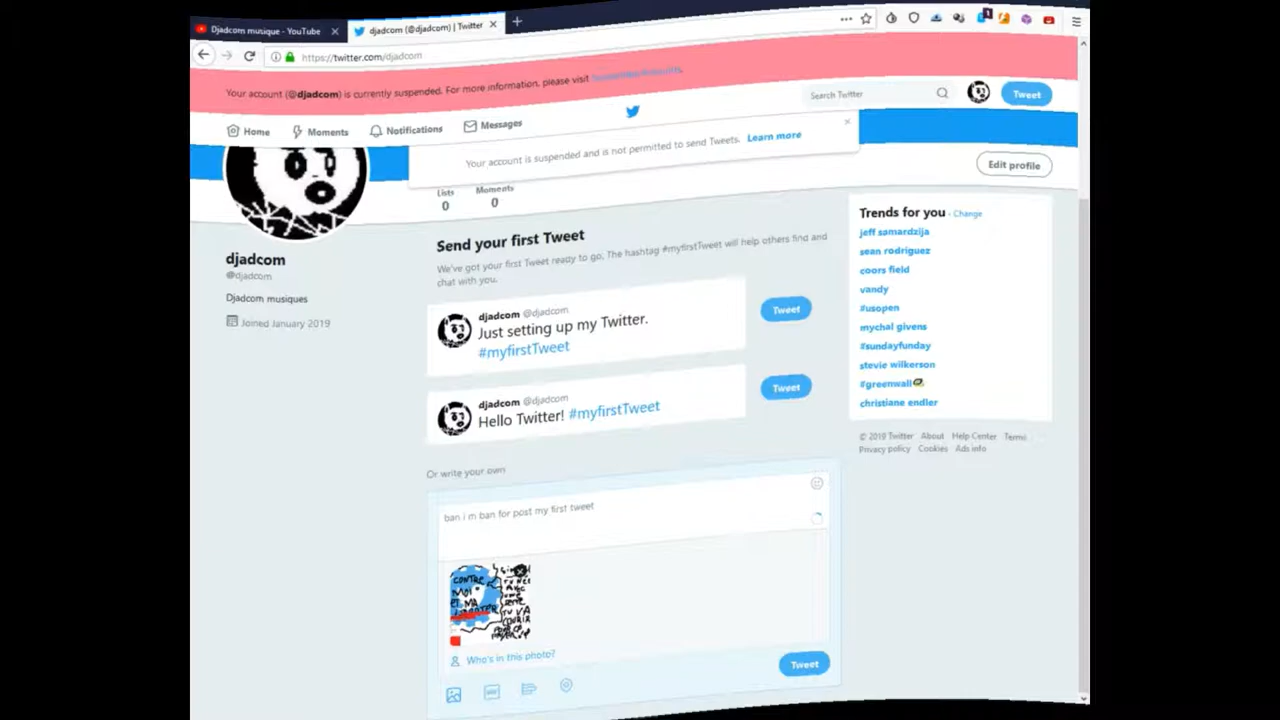 Djadcom musique - YouTube
djadcom (@djadcom) | Twitter
https://twitter.com/djadcom
Your account (@djadcom) is currently suspended. For more information, please visit
Search Twitter
Tweet
Home
Moments
Notifications
Messages
Your account is suspended and is not permitted to send Tweets. Learn more
Edit profile
Lists
0
Moments
0
djadcom
@djadcom
Djadcom musiques
Joined January 2019
Send your first Tweet
We've got your first Tweet ready to go. The hashtag #myfirstTweet will help others find and
chat with you.
djadcom @djadcom
Just setting up my Twitter.
#myfirstTweet
Tweet
djadcom @djadcom
Hello Twitter! #myfirstTweet
Tweet
Or write your own
ban i m ban for post my first tweet
CONTRE
MOI
ET MA
Who's in this photo?
Tweet
Trends for you · Change
jeff samardzija
sean rodriguez
coors field
vandy
#usopen
mychal givens
#sundayfunday
stevie wilkerson
#greenwall
christiane endler
© 2019 Twitter About Help Center Terms
Privacy policy Cookies Ads info